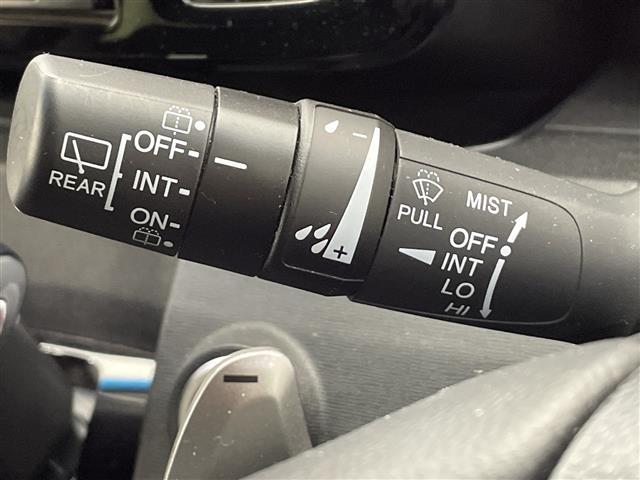 REAR
OFF
INT
ON
−
+
PULL
MIST
OFF
INT
LO
HI